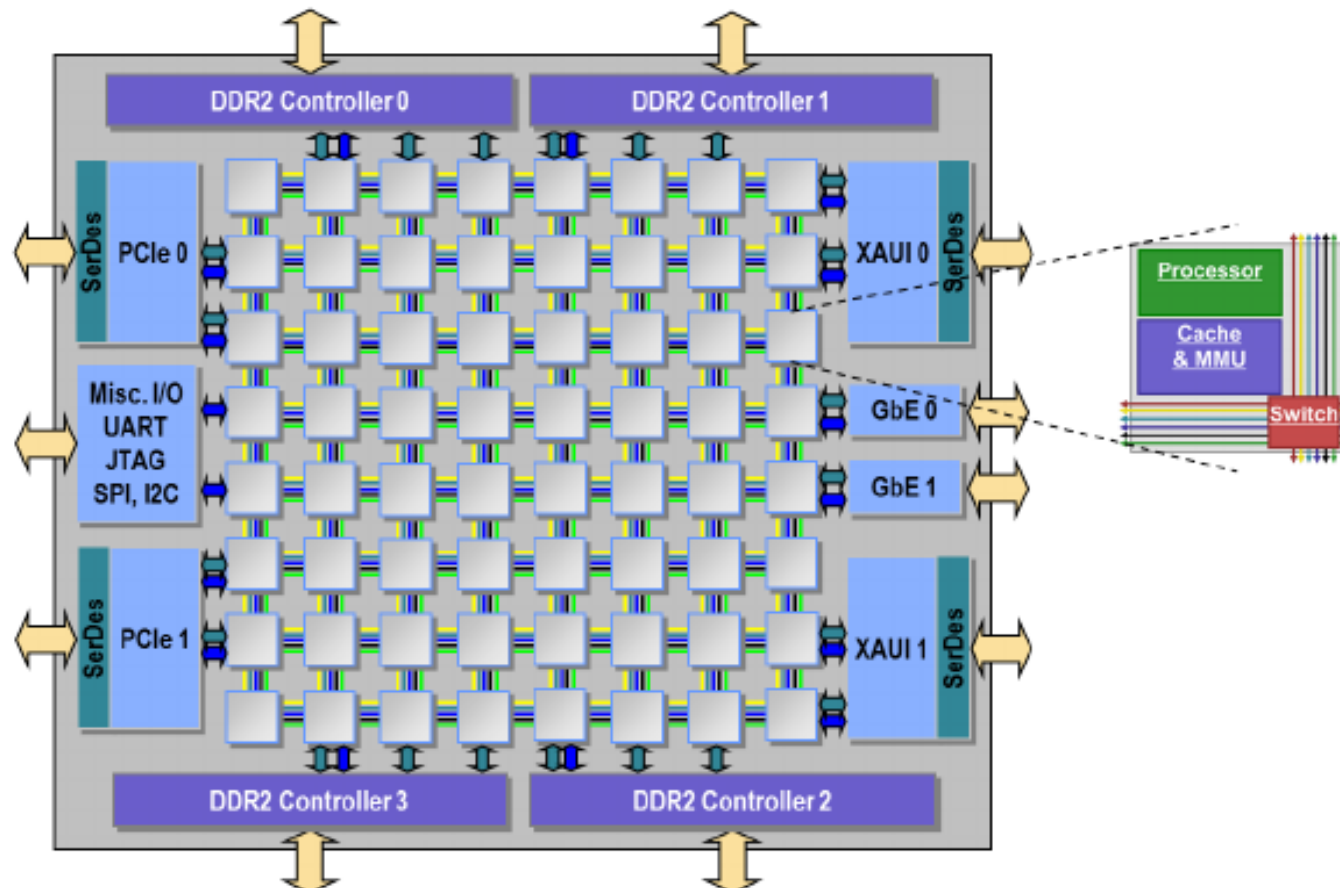 DDR2 Controller 0
DDR2 Controller 1
SerDes
PCIe 0
XAUI 0
SerDes
Processor
Cache
& MMU
Switch
Misc. I/O
UART
JTAG
SPI, I2C
GbE 0
GbE 1
SerDes
PCIe 1
XAUI 1
SerDes
DDR2 Controller 3
DDR2 Controller 2